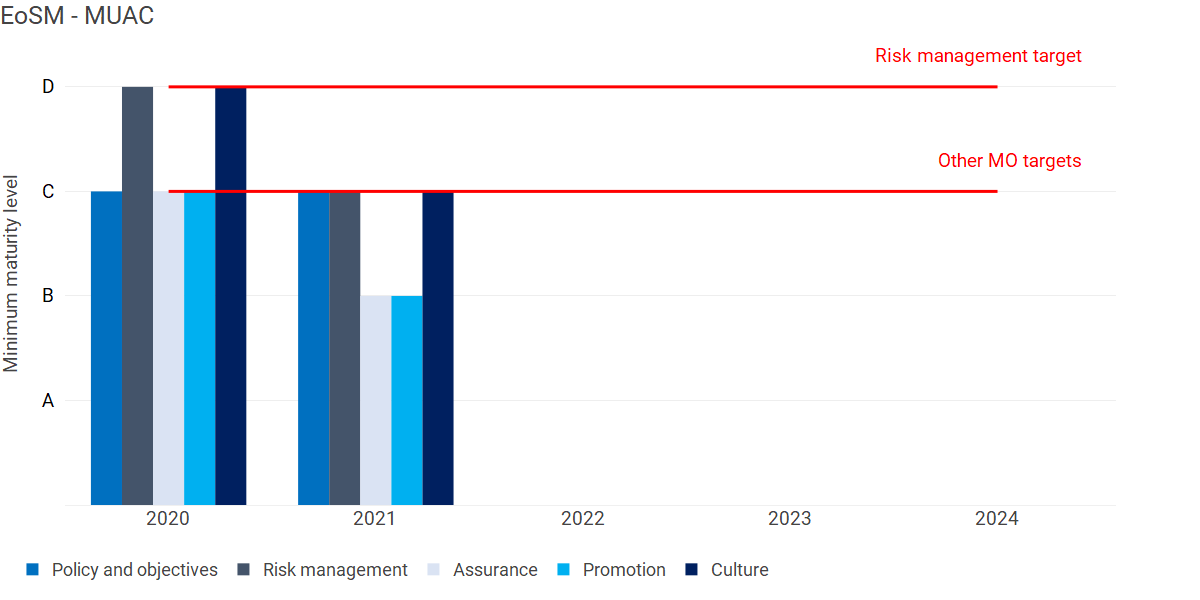 EoSM - MUAC
Risk management target
D
Other MO targets
C
Minimum maturity level
B
A
2020 2021 2022 2023 2024
Policy and objectives Risk management Assurance Promotion Culture